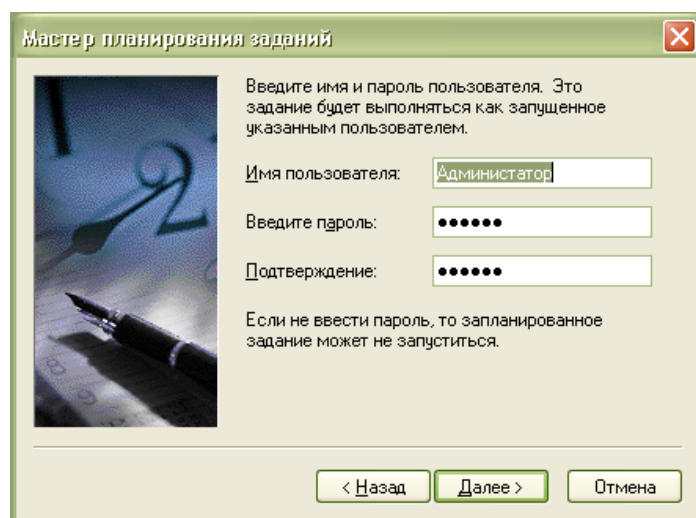 Мастер планирования заданий
Введите имя и пароль пользователя. Это
задание будет выполняться как запущенное
указанным пользователем.
Имя пользователя: Администатор
Введите пароль: ●●●●●●
Подтверждение: ●●●●●●
Если не ввести пароль, то запланированное
задание может не запуститься.
< Назад Далее > Отмена